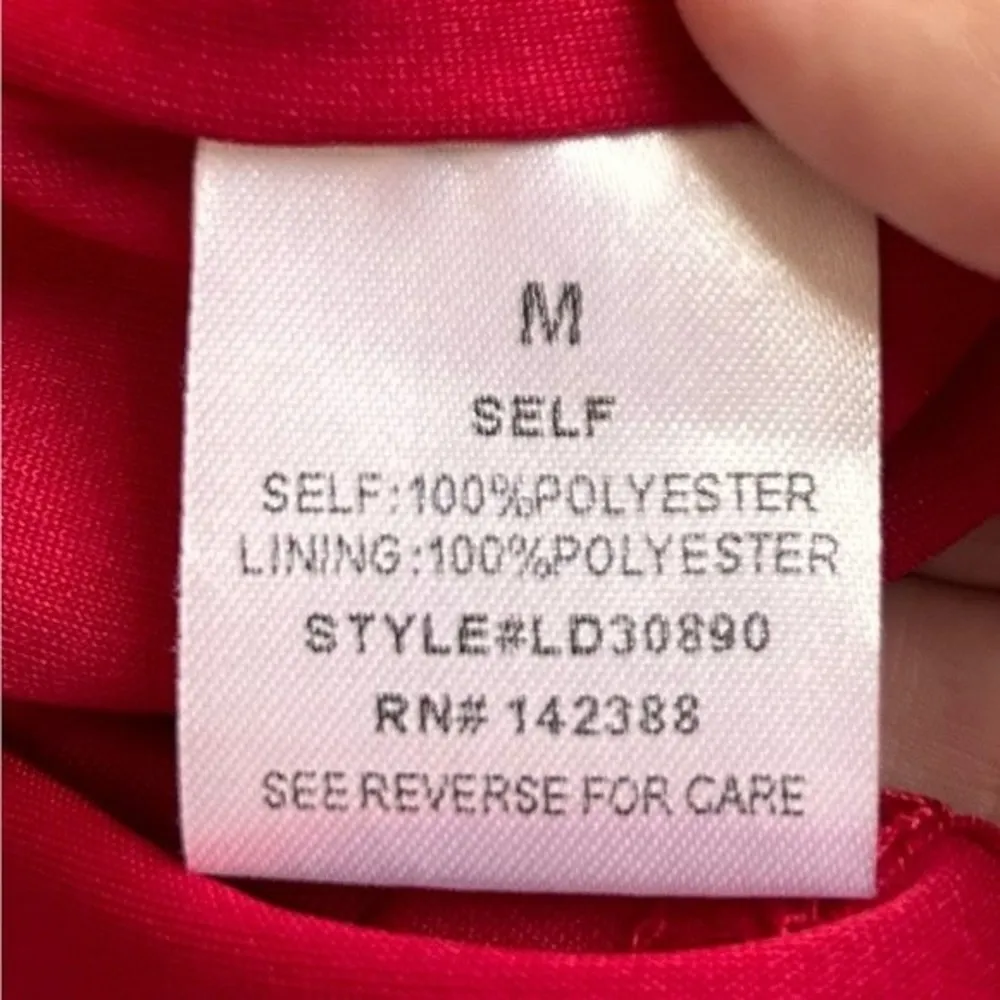 M
SELF
SELF:100%POLYESTER
LINING:100%POLYESTER
STYLE#LD30890
RN# 142388
SEE REVERSE FOR CARE